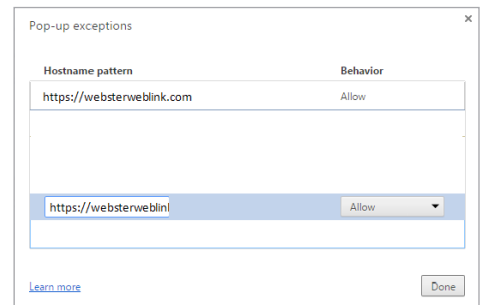 Pop-up exceptions ×
Hostname pattern Behavior
https://websterweblink.com Allow
https://websterweblinl Allow
Learn more Done